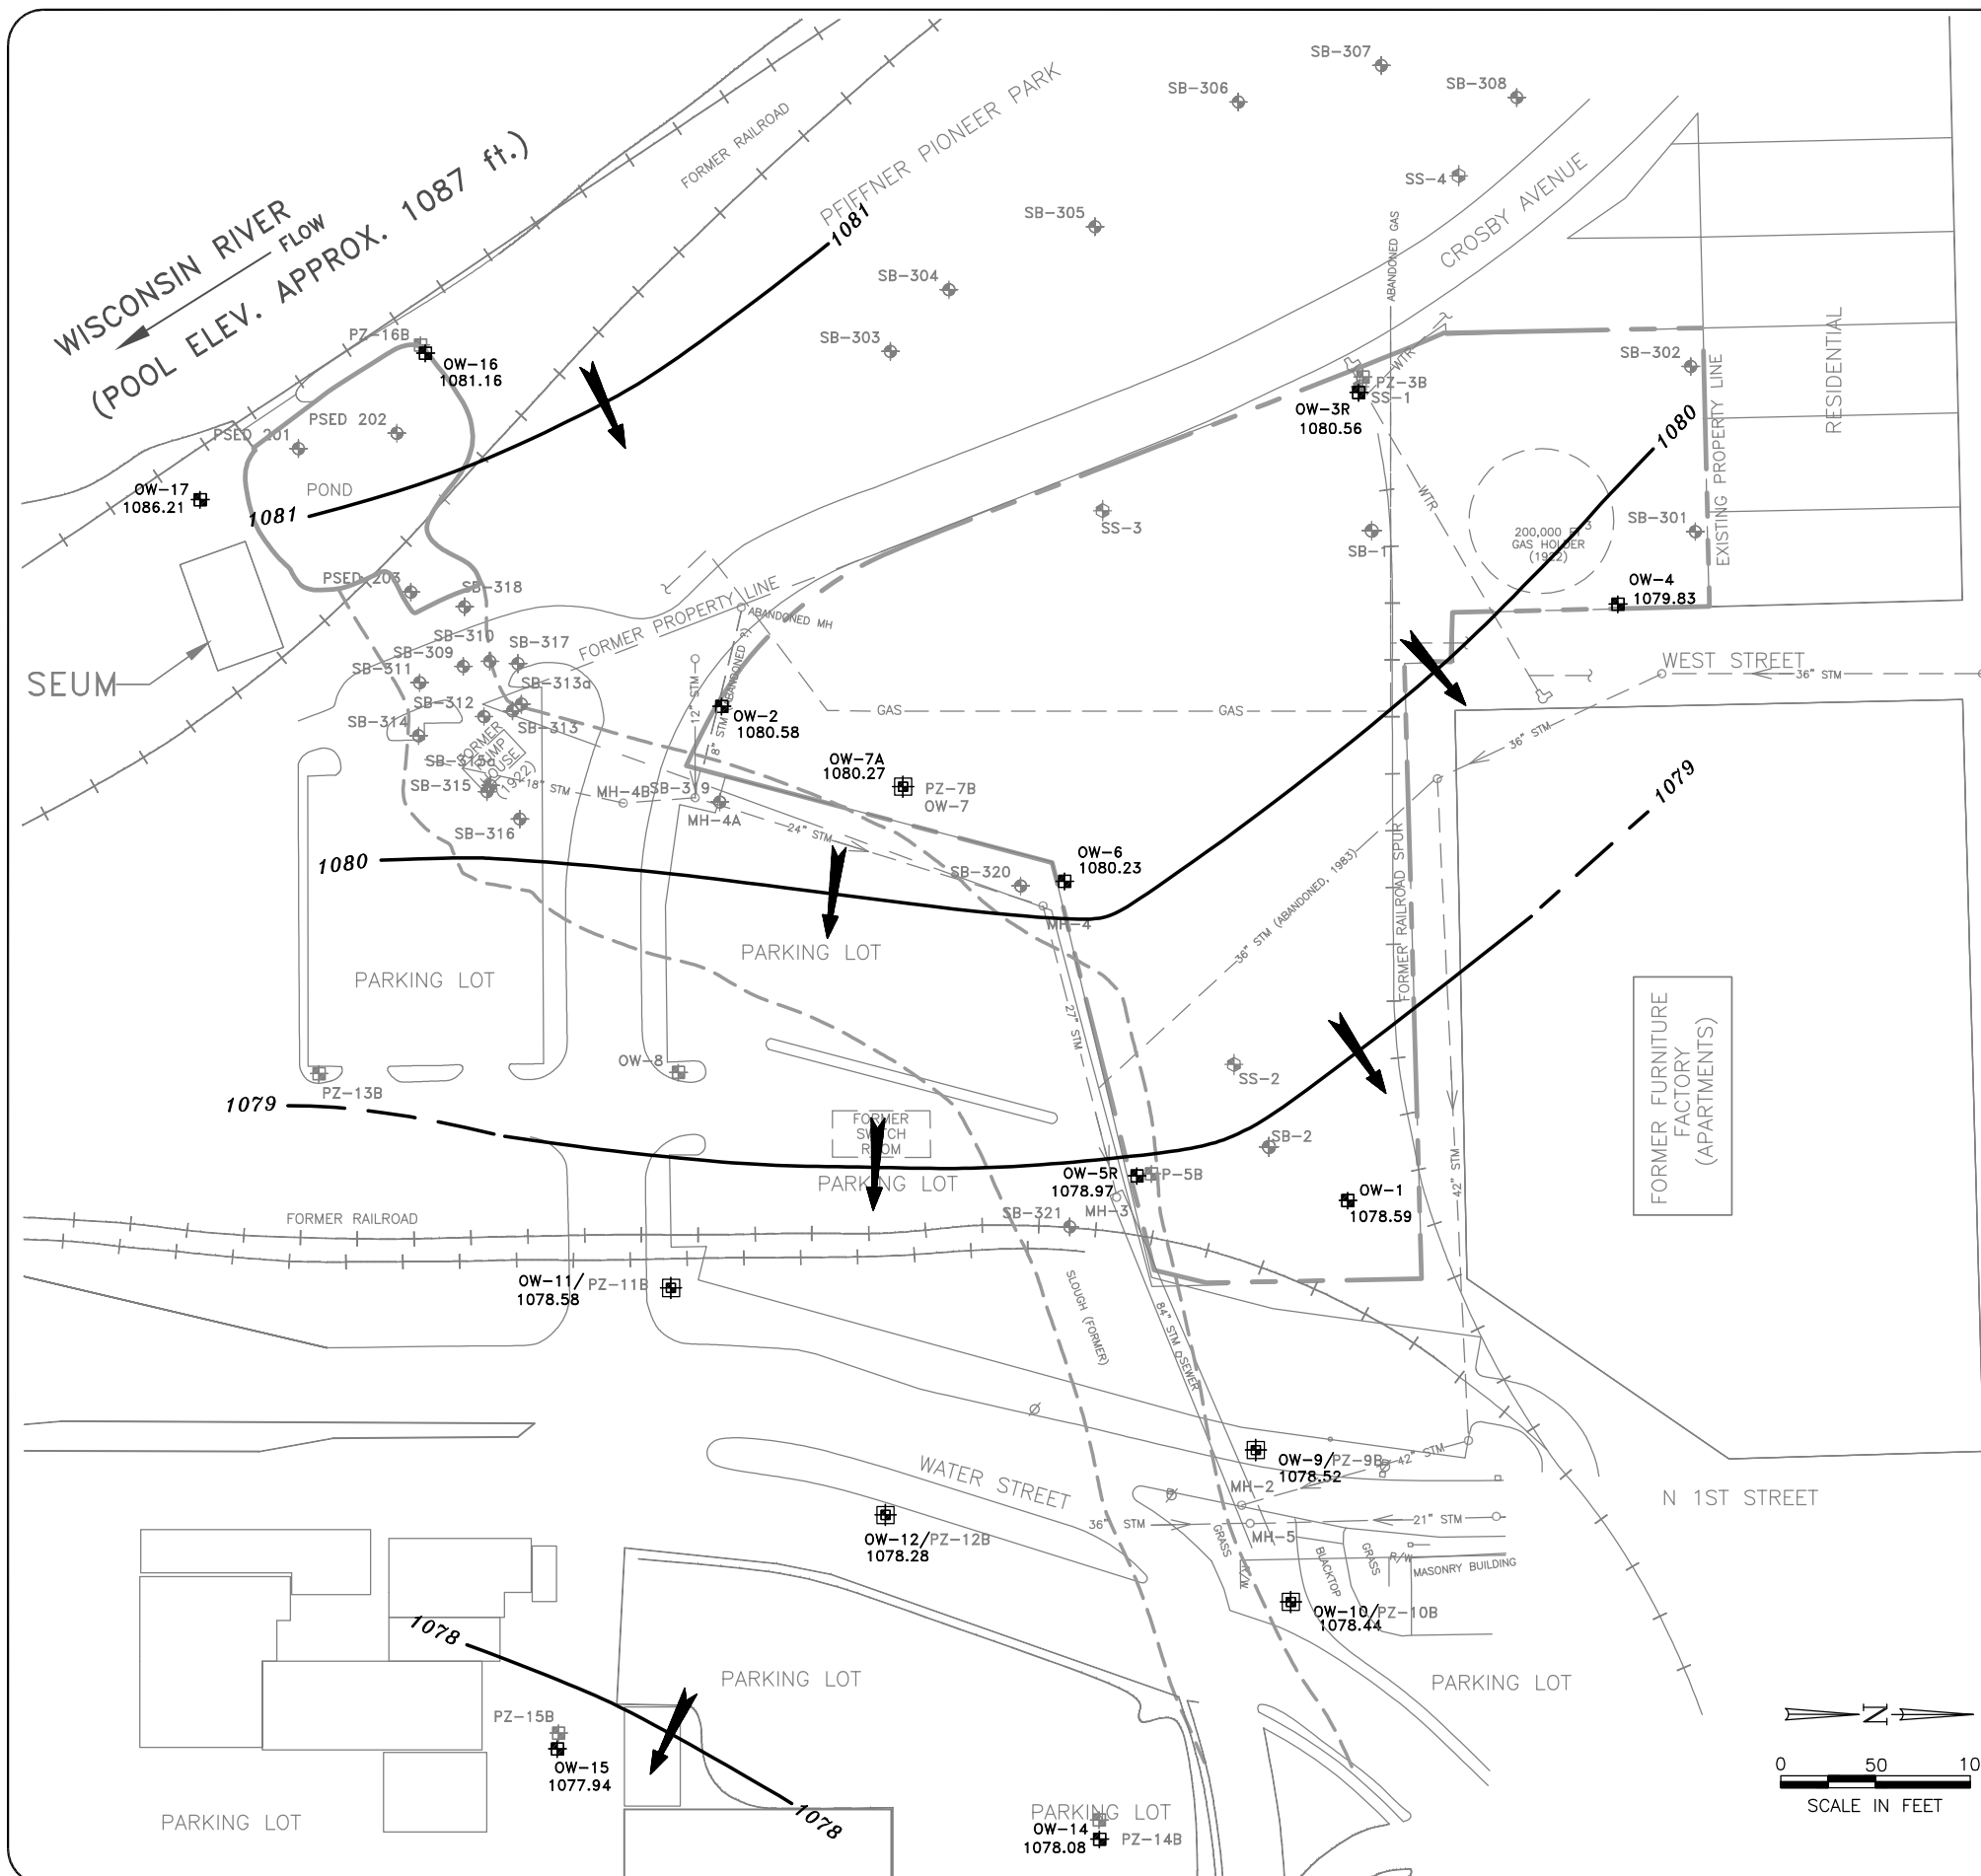 SB-307
SB-306
SB-308
FORMER RAILROAD
PFIFFNER PIONEER PARK
SS-4
CROSBY AVENUE
WISCONSIN RIVER
FLOW
(POOL ELEV. APPROX. 1087 ft.)
SB-305
1081
ABANDONED GAS
SB-304
SB-303
PZ-16B
OW-16
1081.16
PSED 202
PSED 201
POND
OW-17
1086.21
1081
WTR
PZ-3B
SS-1
OW-3R
1080.56
SB-302
1080
EXISTING PROPERTY LINE
RESIDENTIAL
WTR
SS-3
SB-1
200,000 FT3
GAS HOLDER
(1922)
SB-301
OW-4
1079.83
PSED 203
SB-318
FORMER PROPERTY LINE
ABANDONED MH
SB-310
SB-317
SB-309
SB-311
SB-313a
SB-312
SB-314
SB-313
SEUM
12" STM
8" STM (ABANDONED ?)
OW-2
1080.58
GAS
GAS
WEST STREET
36" STM
36" STM
FORMER
PUMP
HOUSE
(1922)
SB-315a
SB-315
18" STM
MH-4B
SB-319
MH-4A
SB-316
OW-7A
1080.27
PZ-7B
OW-7
24" STM
1079
1080
SB-320
OW-6
1080.23
MH-4
PARKING LOT
PARKING LOT
36" STM (ABANDONED, 1983)
FORMER RAILROAD SPUR
27" STM
FORMER FURNITURE
FACTORY
(APARTMENTS)
OW-8
PZ-13B
SS-2
1079
FORMER
SWITCH
ROOM
PARKING LOT
SB-2
OW-5R
1078.97
P-5B
MH-3
OW-1
1078.59
42" STM
FORMER RAILROAD
SB-321
OW-11/PZ-11B
1078.58
SLOUGH (FORMER)
84" STM SEWER
WATER STREET
OW-9/PZ-9B
1078.52
42" STM
MH-2
N 1ST STREET
OW-12/PZ-12B
1078.28
36" STM
21" STM
MH-5
GRASS
R/W
BLACKTOP
GRASS
R/W
MASONRY BUILDING
OW-10/PZ-10B
1078.44
1078
PARKING LOT
PARKING LOT
PZ-15B
OW-15
1077.94
N
0 50 10
SCALE IN FEET
PARKING LOT
1078
PARKING LOT
OW-14
1078.08
PZ-14B